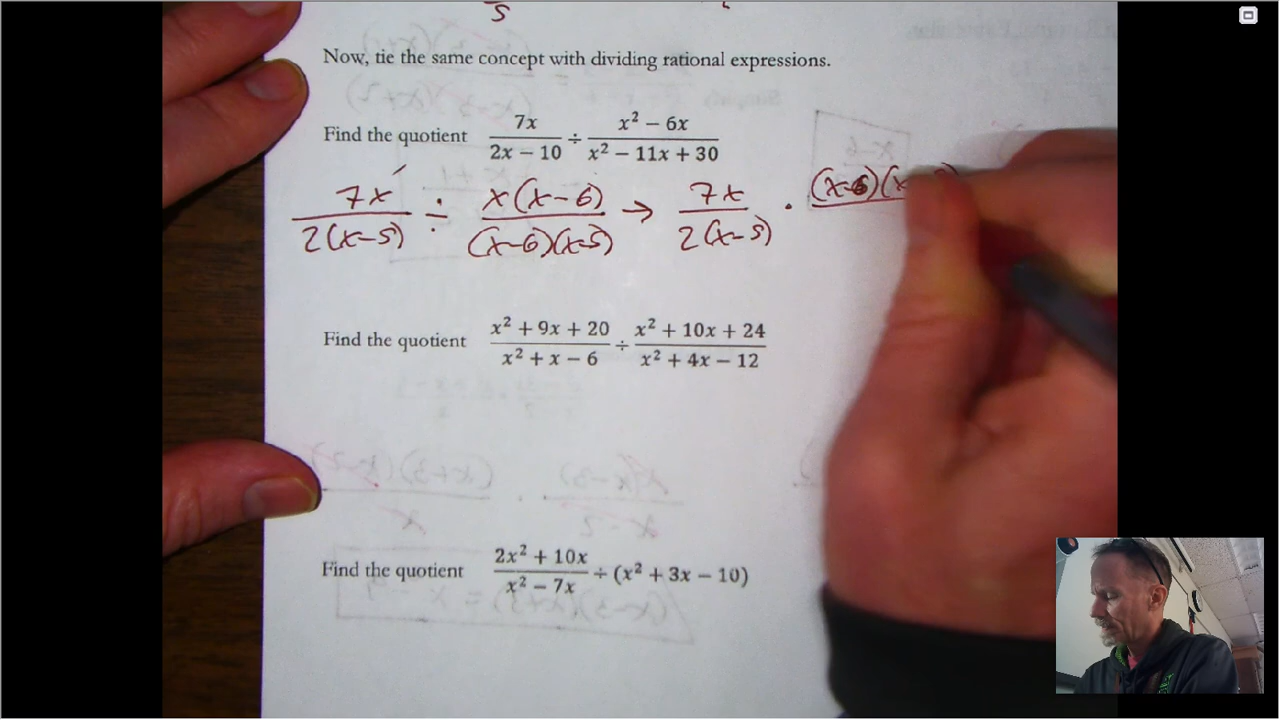 5
Now, tie the same concept with dividing rational expressions.
Find the quotient 7x/(2x − 10) ÷ (x² − 6x)/(x² − 11x + 30)
7x/(2(x−5)) ÷ x(x−6)/((x−6)(x−5)) → 7x/(2(x−5)) · (x−6)(x
Find the quotient (x² + 9x + 20)/(x² + x − 6) ÷ (x² + 10x + 24)/(x² + 4x − 12)
Find the quotient (2x² + 10x)/(x² − 7x) ÷ (x² + 3x − 10)